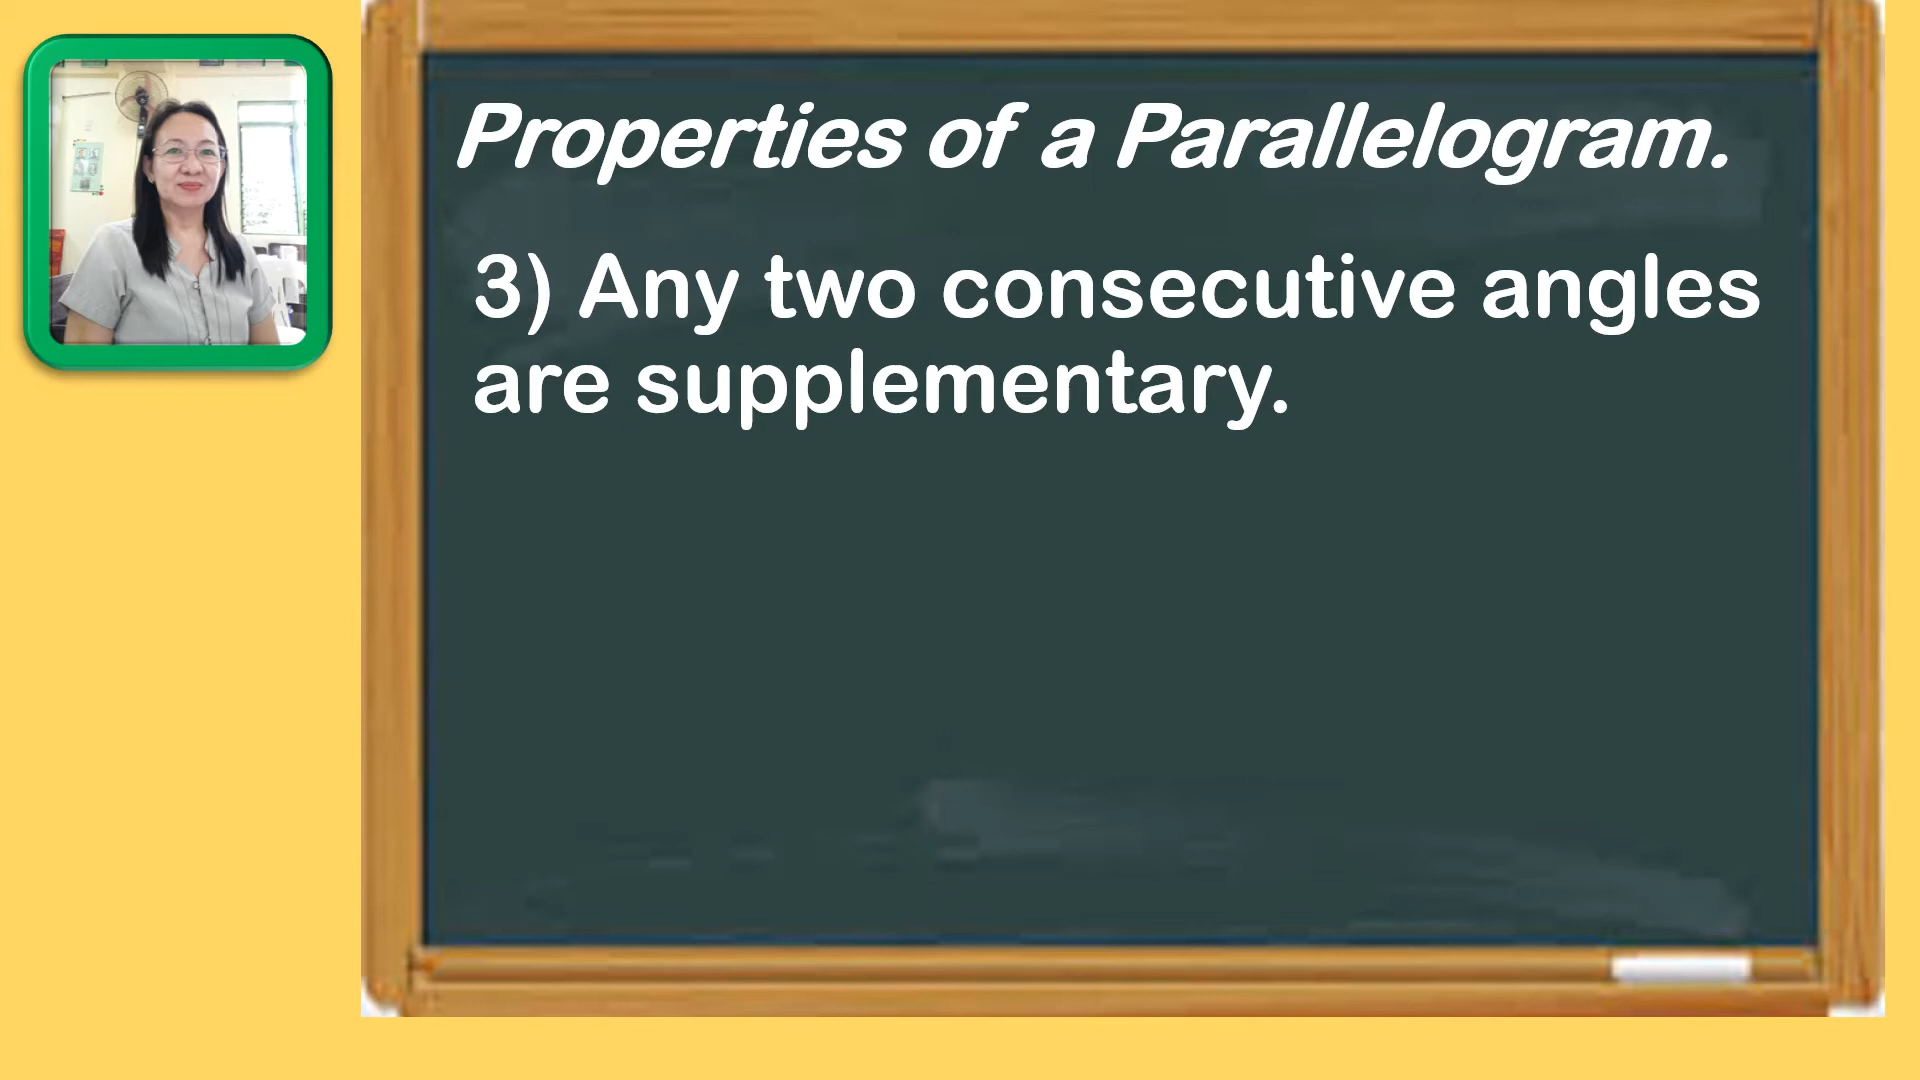 Properties of a Parallelogram.
3) Any two consecutive angles
are supplementary.